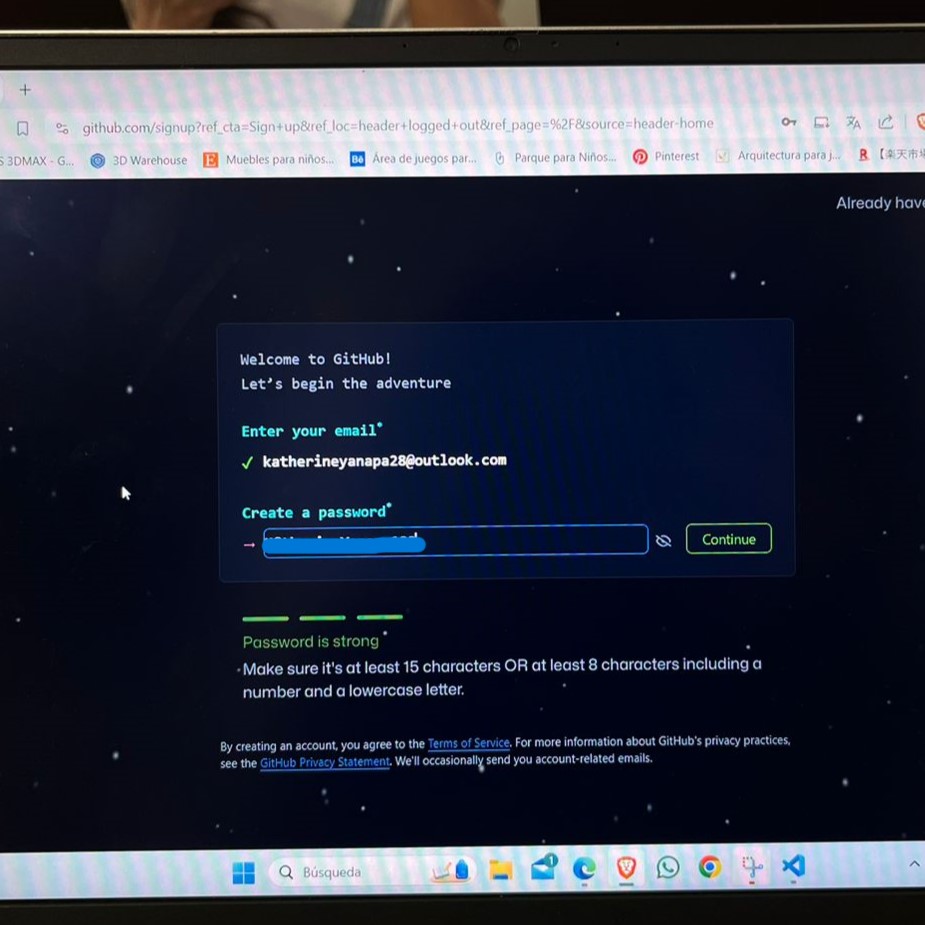 github.com/signup?ref_cta=Sign+up&ref_loc=header+logged+out&ref_page=%2F&source=header-home
S 3DMAX - G... 3D Warehouse Muebles para niños... Bē Área de juegos par... Parque para Niños... Pinterest Arquitectura para j... R 【楽天市
Already have
Welcome to GitHub!
Let's begin the adventure
Enter your email*
✓ katherineyanapa28@outlook.com
Create a password*
→
Continue
Password is strong
Make sure it's at least 15 characters OR at least 8 characters including a
number and a lowercase letter.
By creating an account, you agree to the Terms of Service. For more information about GitHub's privacy practices,
see the GitHub Privacy Statement. We'll occasionally send you account-related emails.
Búsqueda
1